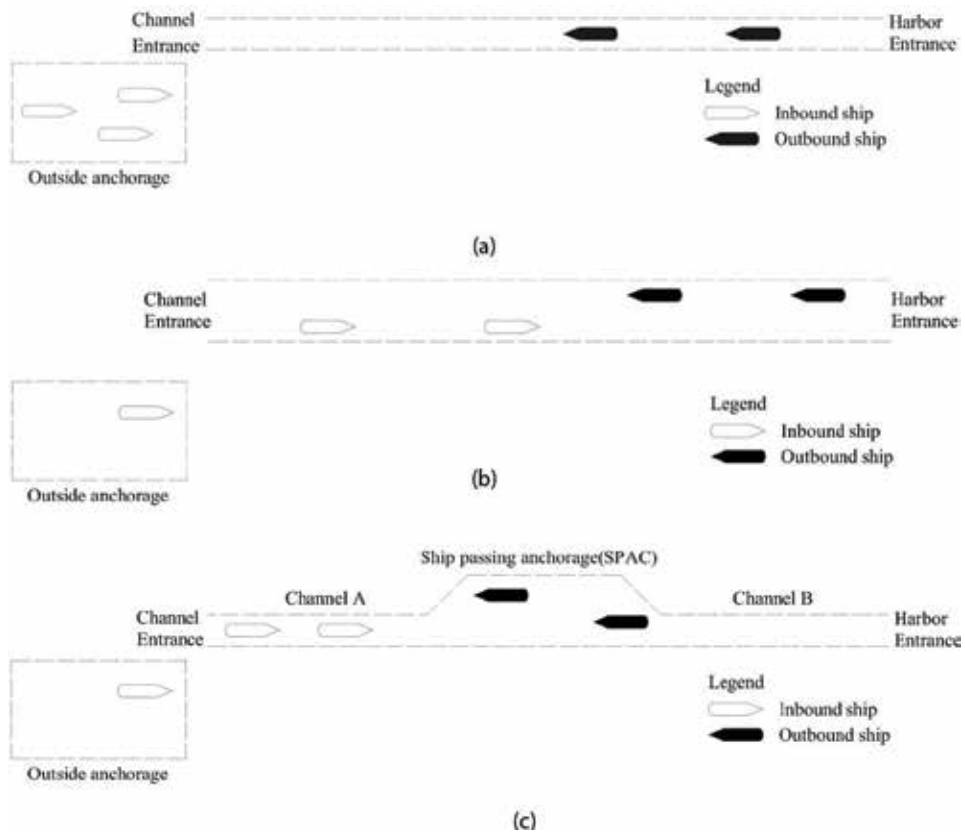 Channel
Entrance
Harbor
Entrance
Legend
Inbound ship
Outbound ship
Outside anchorage
(a)
Channel
Entrance
Harbor
Entrance
Legend
Inbound ship
Outbound ship
Outside anchorage
(b)
Ship passing anchorage(SPAC)
Channel A
Channel B
Channel
Entrance
Harbor
Entrance
Legend
Inbound ship
Outbound ship
Outside anchorage
(c)